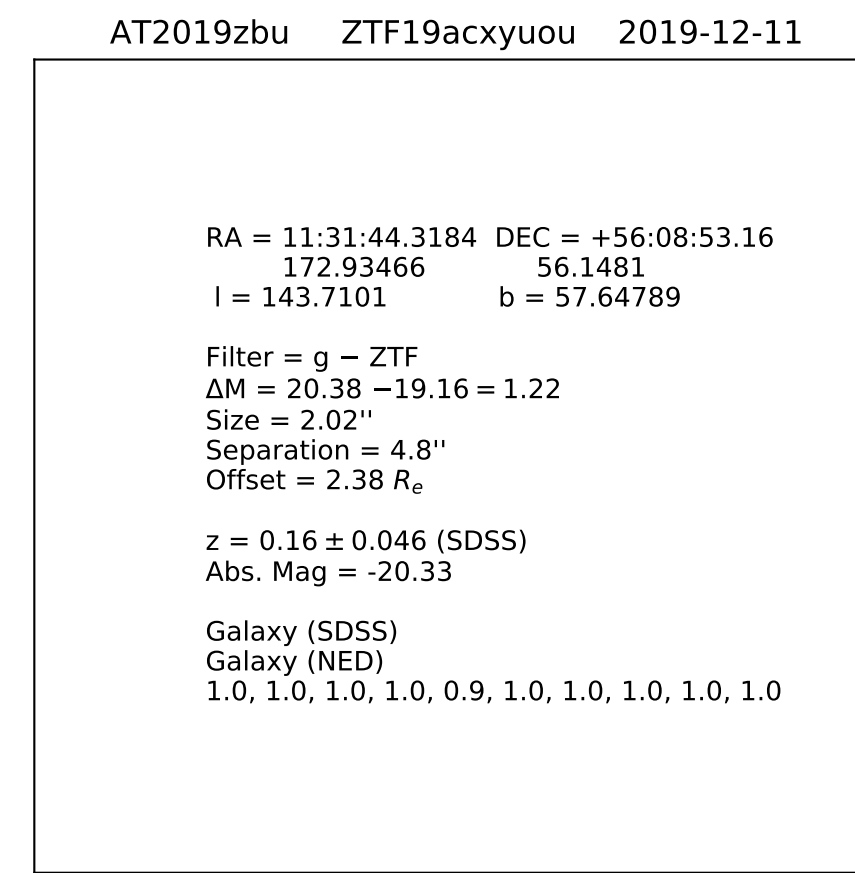 AT2019zbu ZTF19acxyuou 2019-12-11
RA = 11:31:44.3184 DEC = +56:08:53.16
172.93466 56.1481
l = 143.7101 b = 57.64789
Filter = g − ZTF
ΔM = 20.38 −19.16 = 1.22
Size = 2.02''
Separation = 4.8''
Offset = 2.38 Re
z = 0.16 ± 0.046 (SDSS)
Abs. Mag = -20.33
Galaxy (SDSS)
Galaxy (NED)
1.0, 1.0, 1.0, 1.0, 0.9, 1.0, 1.0, 1.0, 1.0, 1.0